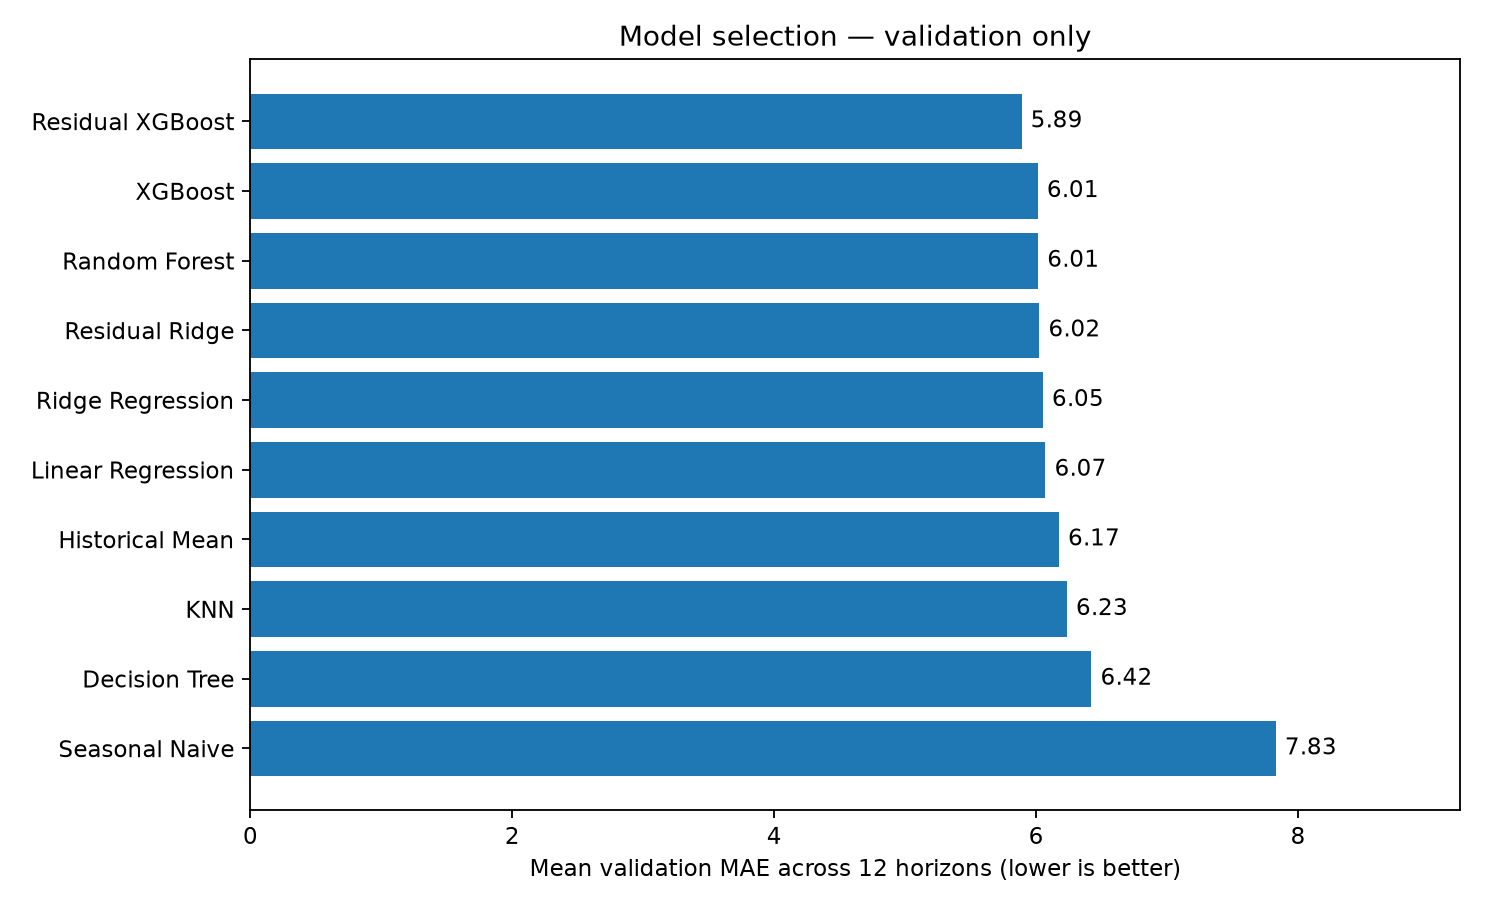 Model selection — validation only
Residual XGBoost 5.89
XGBoost 6.01
Random Forest 6.01
Residual Ridge 6.02
Ridge Regression 6.05
Linear Regression 6.07
Historical Mean 6.17
KNN 6.23
Decision Tree 6.42
Seasonal Naive 7.83
0 2 4 6 8
Mean validation MAE across 12 horizons (lower is better)